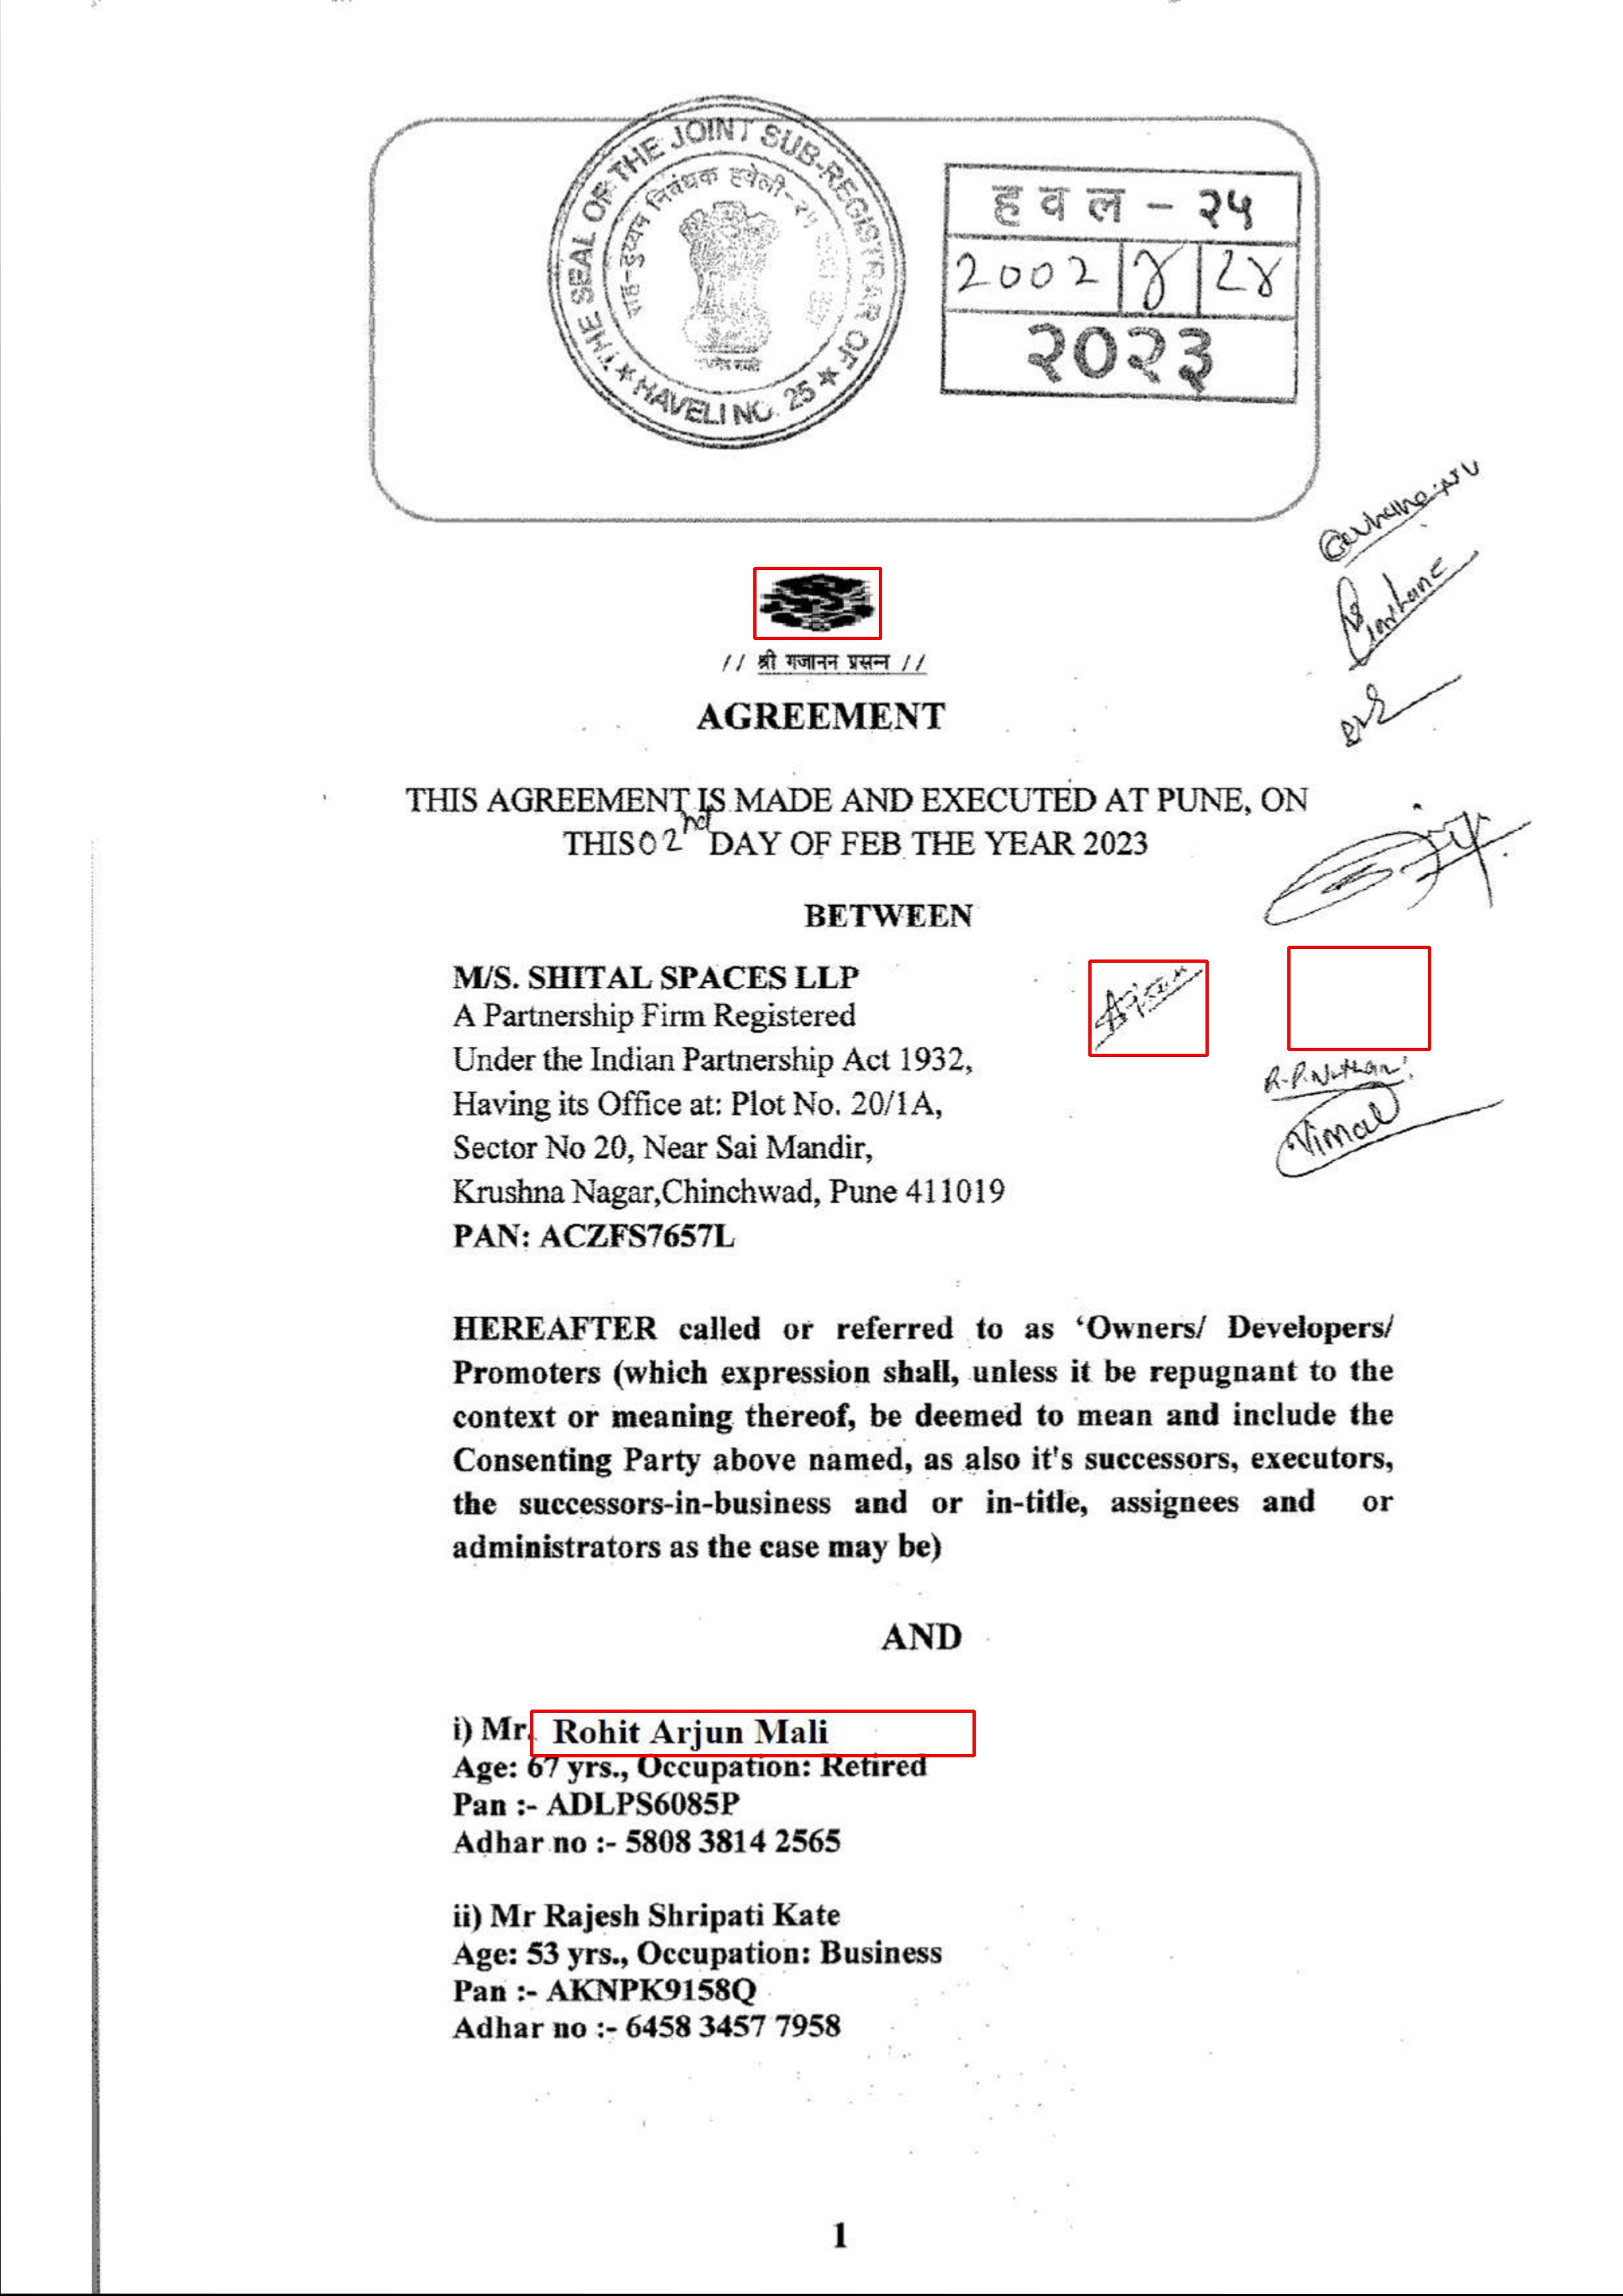 THE SEAL OF THE JOINT SUB-REGISTRAR OF
★ HAVELI NO. 25 ★
सह-दुय्यम निबंधक हवेली-२५
हवल - २५
2002 | ४ | 28
२०२३
// श्री गजानन प्रसन्न //
AGREEMENT
THIS AGREEMENT IS MADE AND EXECUTED AT PUNE, ON
THIS 02nd DAY OF FEB THE YEAR 2023
BETWEEN
M/S. SHITAL SPACES LLP
A Partnership Firm Registered
Under the Indian Partnership Act 1932,
Having its Office at: Plot No. 20/1A,
R.P. Nathan
Sector No 20, Near Sai Mandir,
Vimal
Krushna Nagar,Chinchwad, Pune 411019
PAN: ACZFS7657L
HEREAFTER called or referred to as ‘Owners/ Developers/
Promoters (which expression shall, unless it be repugnant to the
context or meaning thereof, be deemed to mean and include the
Consenting Party above named, as also it's successors, executors,
the successors-in-business and or in-title, assignees and or
administrators as the case may be)
AND
i) Mr. Rohit Arjun Mali
Age: 67 yrs., Occupation: Retired
Pan :- ADLPS6085P
Adhar no :- 5808 3814 2565
ii) Mr Rajesh Shripati Kate
Age: 53 yrs., Occupation: Business
Pan :- AKNPK9158Q
Adhar no :- 6458 3457 7958
1